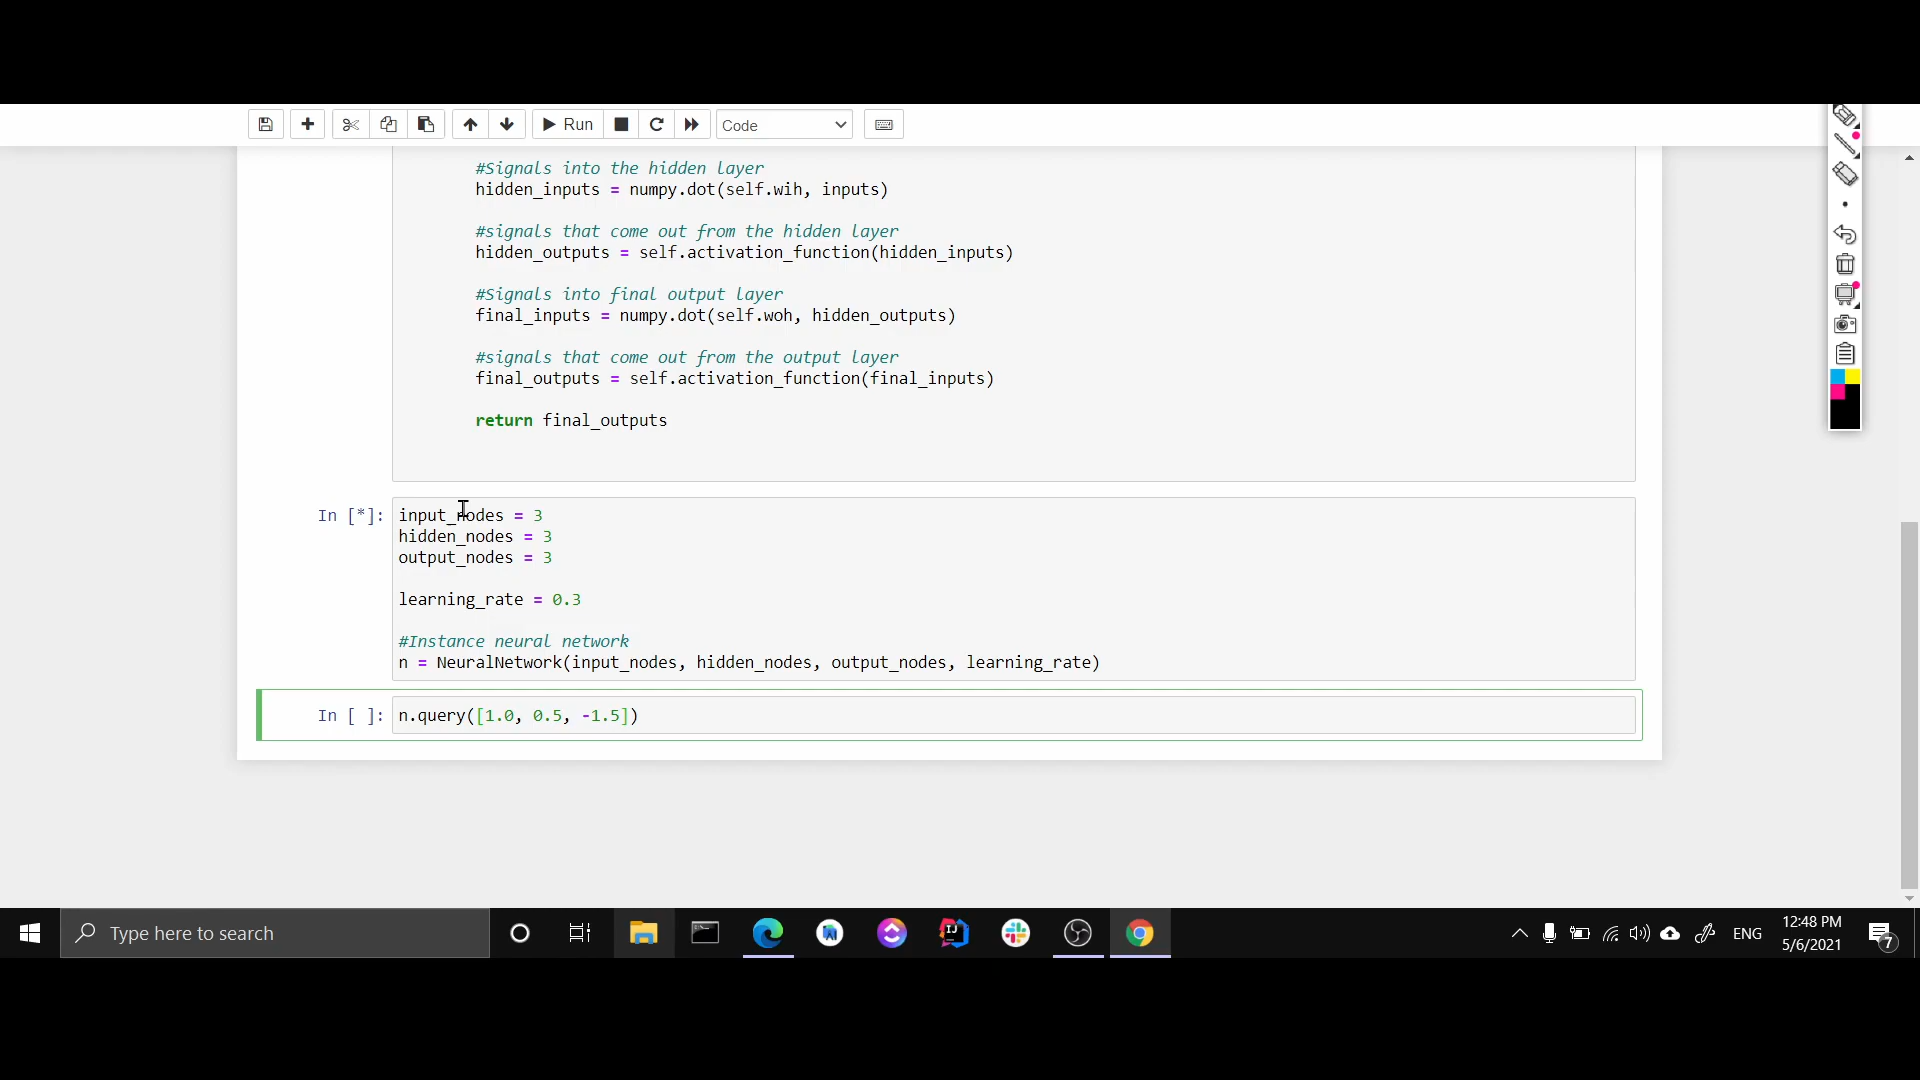 Run
Code
#Signals into the hidden layer
hidden_inputs = numpy.dot(self.wih, inputs)
#signals that come out from the hidden layer
hidden_outputs = self.activation_function(hidden_inputs)
#Signals into final output layer
final_inputs = numpy.dot(self.woh, hidden_outputs)
#signals that come out from the output layer
final_outputs = self.activation_function(final_inputs)
return final_outputs
In [*]: input_nodes = 3
hidden_nodes = 3
output_nodes = 3
learning_rate = 0.3
#Instance neural network
n = NeuralNetwork(input_nodes, hidden_nodes, output_nodes, learning_rate)
In [ ]: n.query([1.0, 0.5, -1.5])
Type here to search
ENG
12:48 PM
5/6/2021
7